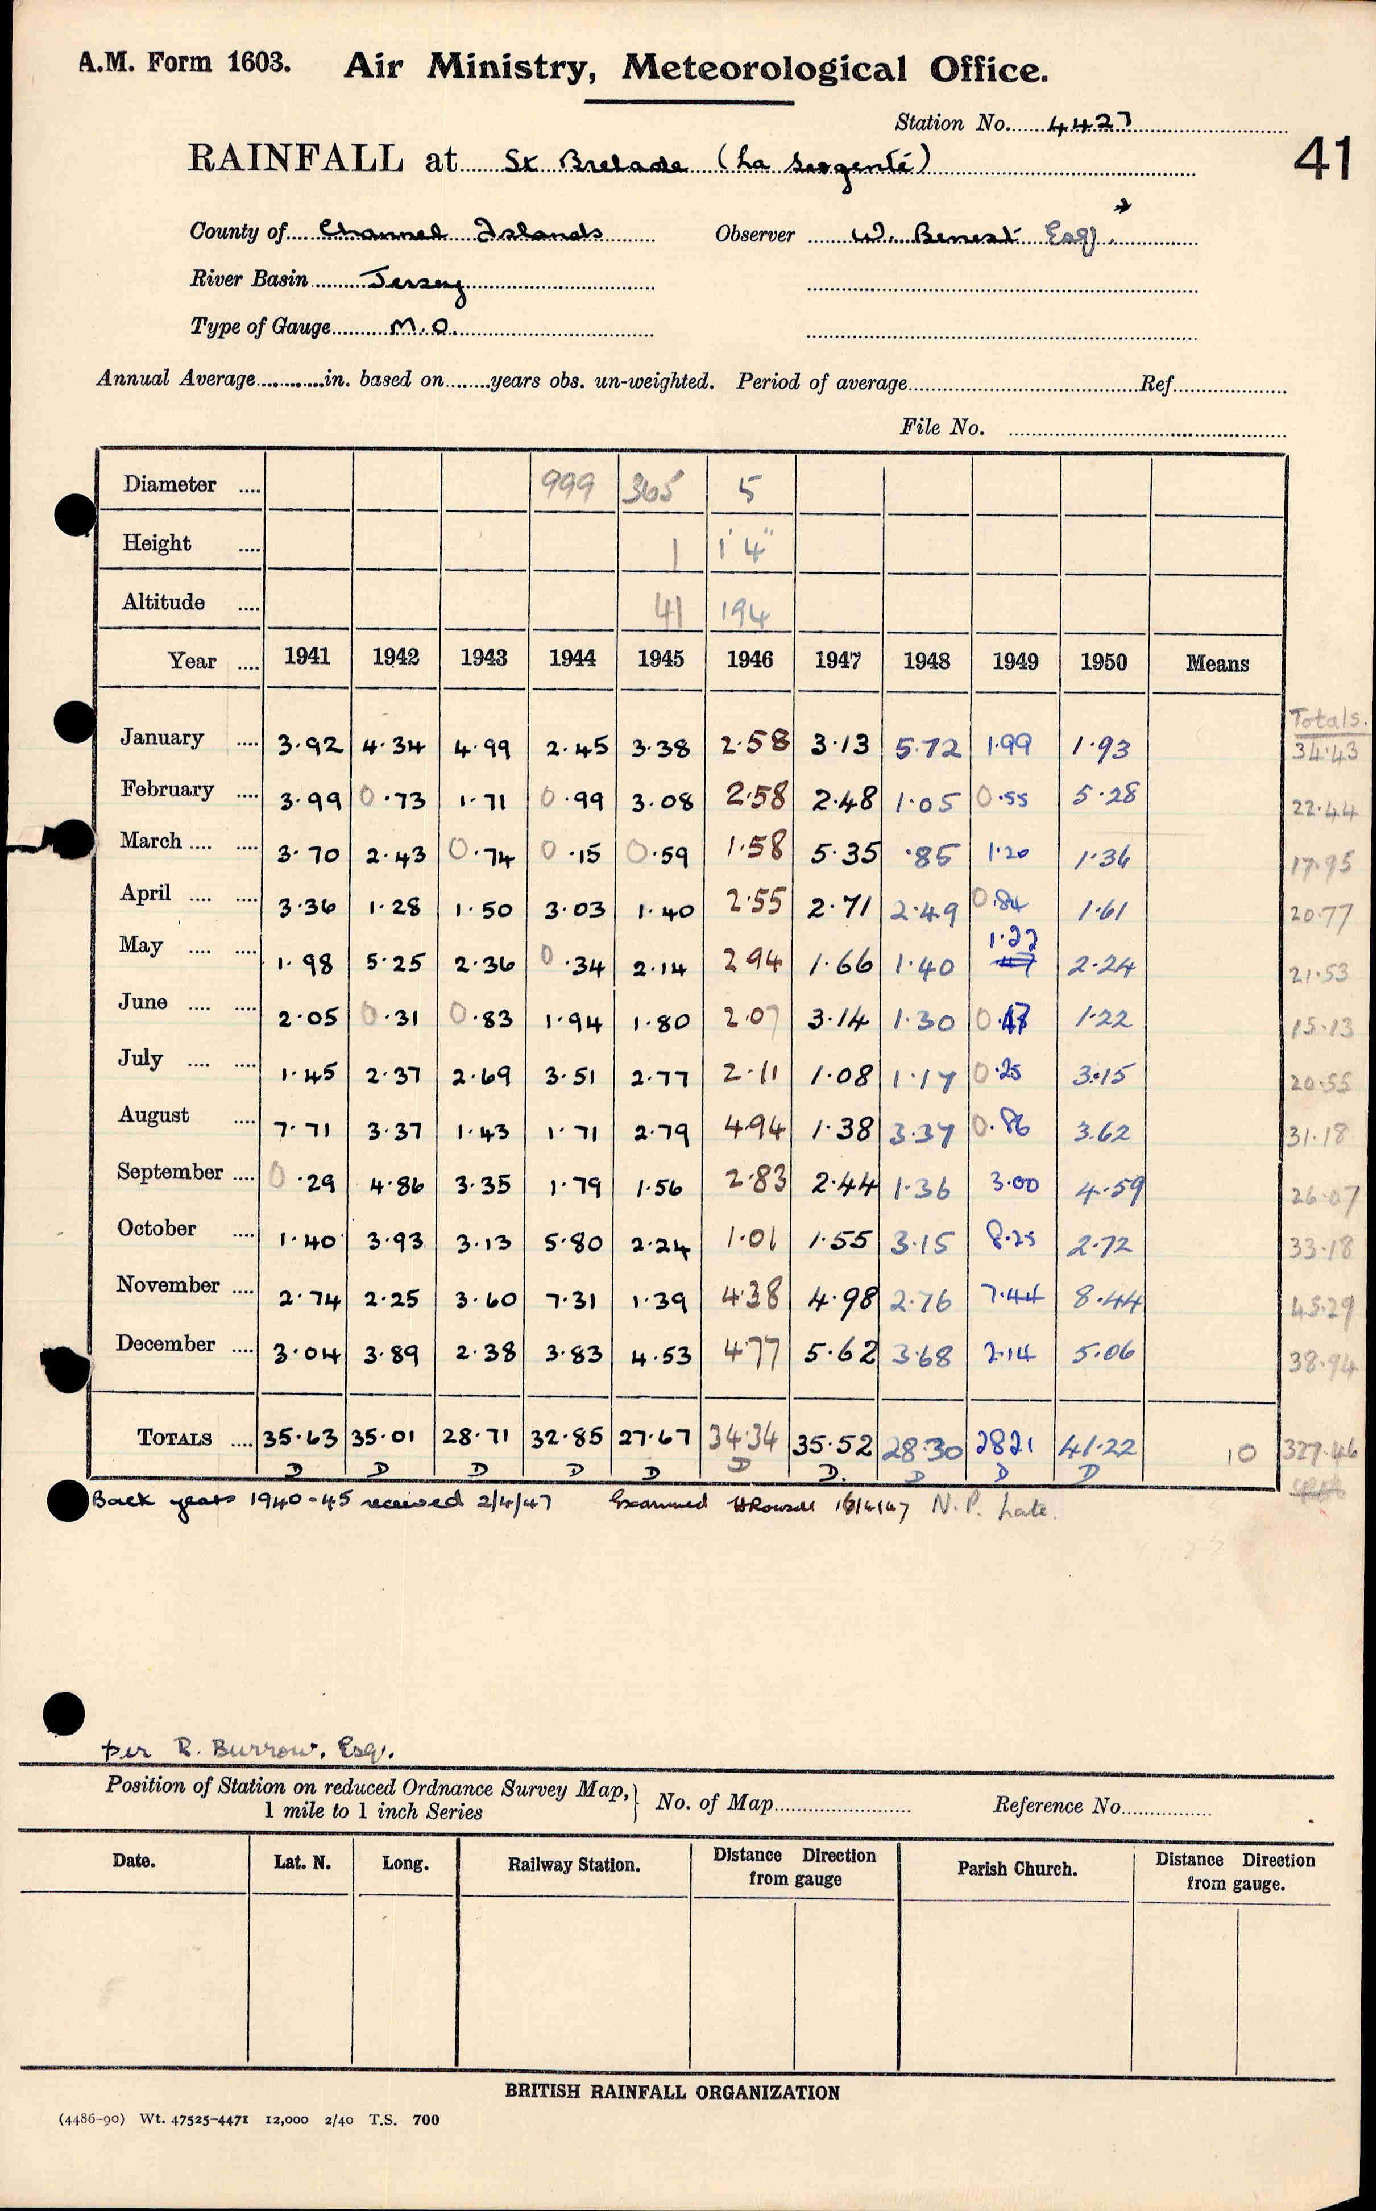 A.M. Form 1603. Air Ministry, Meteorological Office.
Station No. 4427
41
RAINFALL at St Brelade (La Sergenté)
County of Channel Islands Observer W. Benest Esq.
River Basin Jersey
Type of Gauge M.O.
Annual Average in. based on years obs. un-weighted. Period of average Ref
File No.
Diameter 999 365 5
Height 1 1' 4"
Altitude 41 194
Year 1941 1942 1943 1944 1945 1946 1947 1948 1949 1950 Means
Totals.
January 3.92 4.34 4.99 2.45 3.38 2.58 3.13 5.72 1.99 1.93 34.43
February 3.99 0.73 1.71 0.99 3.08 2.58 2.48 1.05 0.55 5.28 22.44
March 3.70 2.43 0.74 0.15 0.59 1.58 5.35 .85 1.20 1.36 17.95
April 3.36 1.28 1.50 3.03 1.40 2.55 2.71 2.49 0.84 1.61 20.77
May 1.98 5.25 2.36 0.34 2.14 2.94 1.66 1.40 1.22 2.24 21.53
June 2.05 0.31 0.83 1.94 1.80 2.07 3.14 1.30 0.47 1.22 15.13
July 1.45 2.37 2.69 3.51 2.77 2.11 1.08 1.17 0.25 3.15 20.55
August 7.71 3.37 1.43 1.71 2.79 4.94 1.38 3.37 0.86 3.62 31.18
September 0.29 4.86 3.35 1.79 1.56 2.83 2.44 1.36 3.00 4.59 26.07
October 1.40 3.93 3.13 5.80 2.24 1.01 1.55 3.15 8.25 2.72 33.18
November 2.74 2.25 3.60 7.31 1.39 4.38 4.98 2.76 7.44 8.44 45.29
December 3.04 3.89 2.38 3.83 4.53 4.77 5.62 3.68 2.14 5.06 38.94
TOTALS 35.63 35.01 28.71 32.85 27.67 34.34 35.52 28.30 28.21 41.22 10 327.46
D D D D D D D. D D D
Back years 1940-45 received 2/4/47 Examined HRowsell 16/4/47 N.P. Late.
per R. Burrow, Esq.
Position of Station on reduced Ordnance Survey Map, No. of Map Reference No.
1 mile to 1 inch Series
Date. Lat. N. Long. Railway Station. Distance Direction from gauge Parish Church. Distance Direction from gauge.
BRITISH RAINFALL ORGANIZATION
(4486-90) Wt. 47525-4471 12,000 2/40 T.S. 700